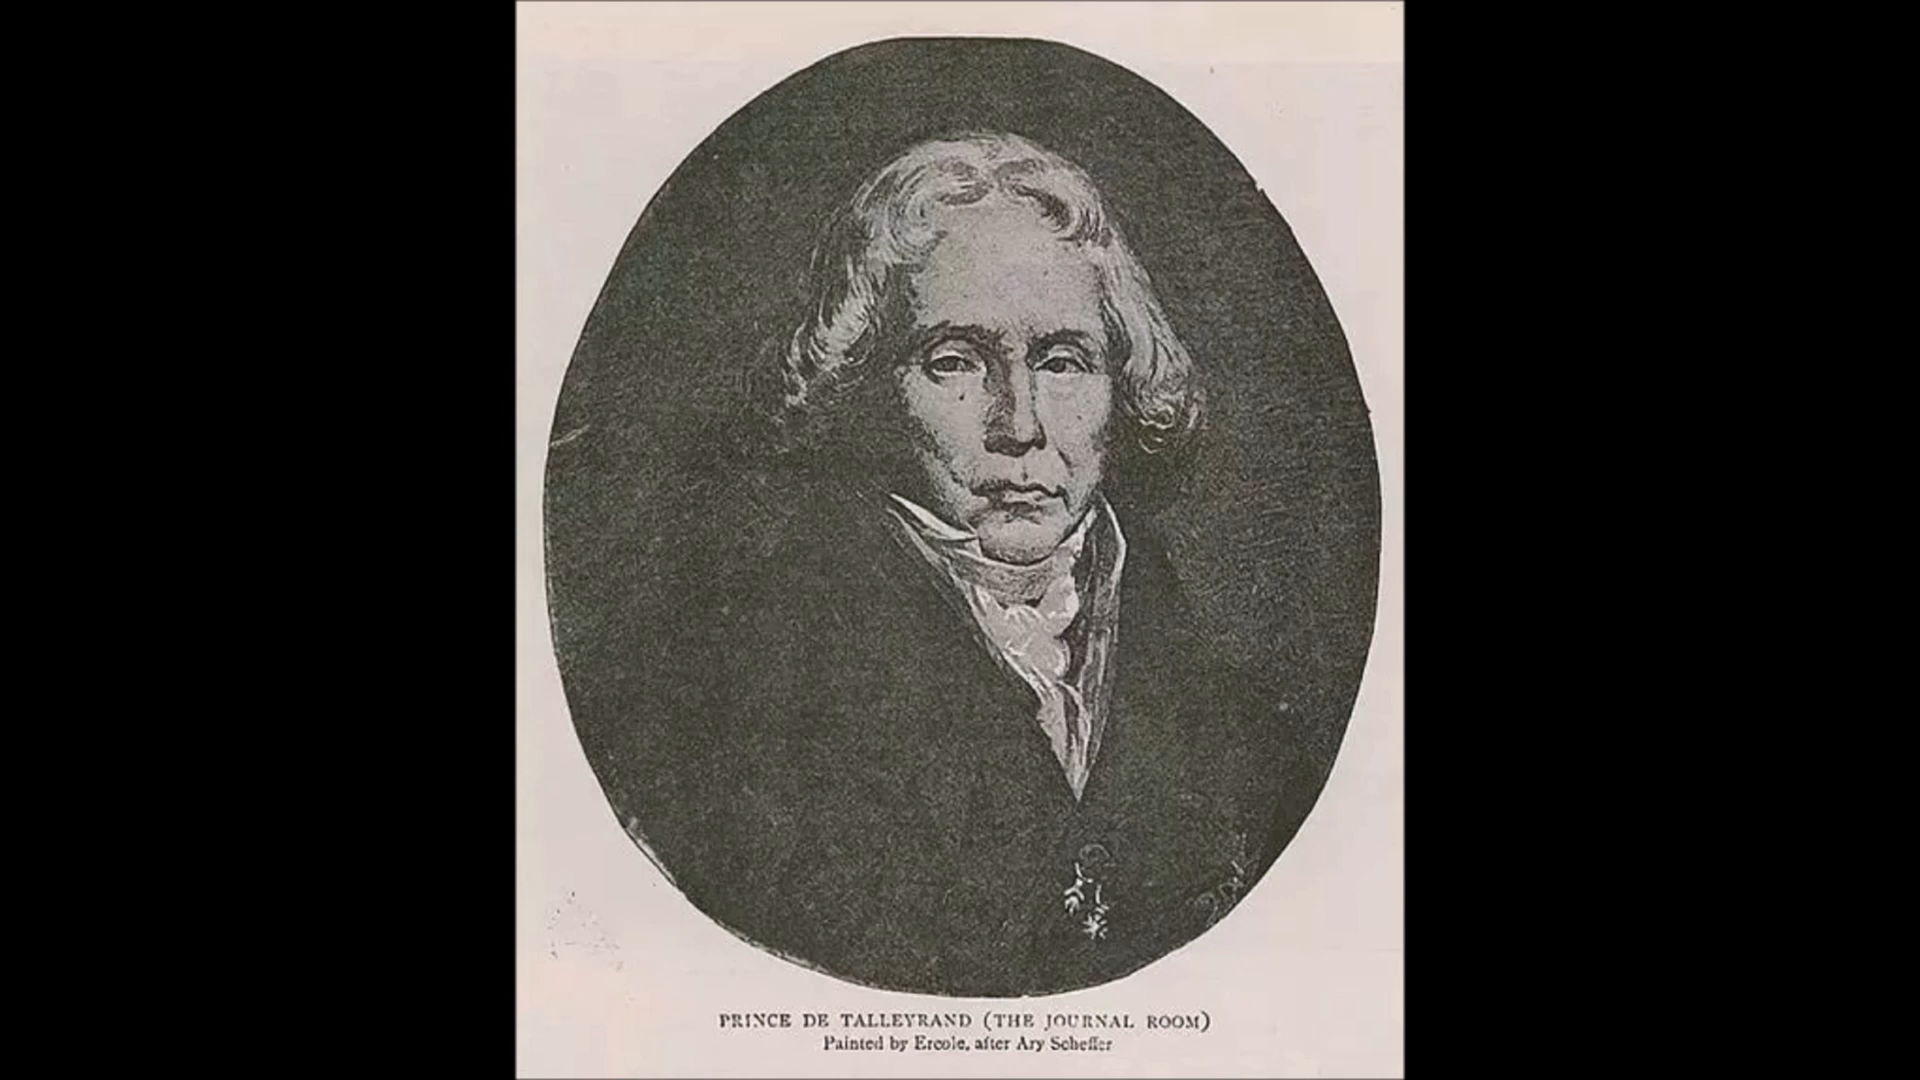 PRINCE DE TALLEYRAND (THE JOURNAL ROOM)
Painted by Ercole, after Ary Scheffer